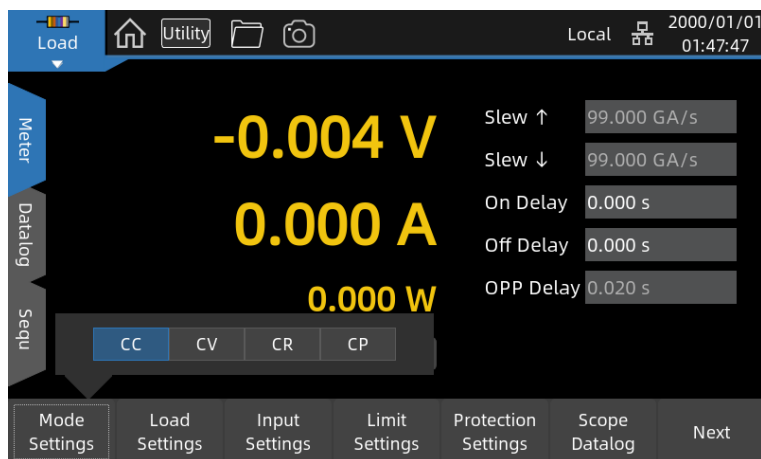 Load
Utility
Local
2000/01/01
01:47:47
Meter
Datalog
Sequ
-0.004 V
0.000 A
0.000 W
Slew ↑ 99.000 GA/s
Slew ↓ 99.000 GA/s
On Delay 0.000 s
Off Delay 0.000 s
OPP Delay 0.020 s
CC CV CR CP
Mode Settings
Load Settings
Input Settings
Limit Settings
Protection Settings
Scope Datalog
Next